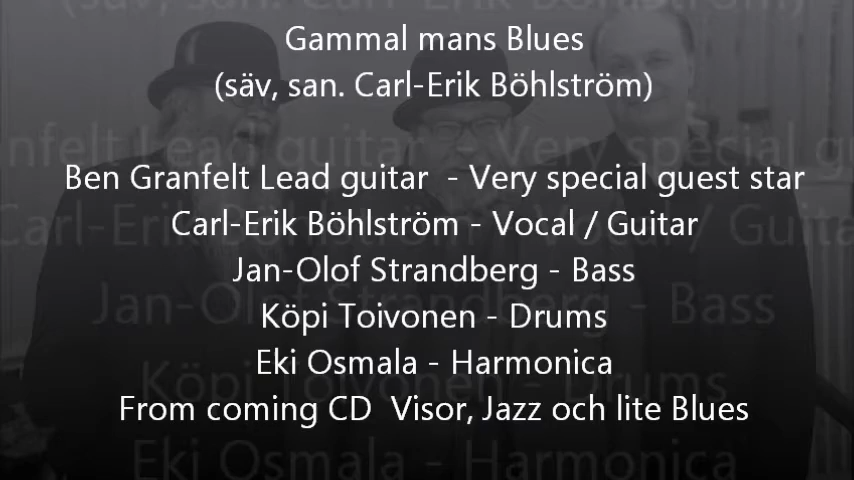 Gammal mans Blues
(säv, san. Carl-Erik Böhlström)
Ben Granfelt Lead guitar - Very special guest star
Carl-Erik Böhlström - Vocal / Guitar
Jan-Olof Strandberg - Bass
Köpi Toivonen - Drums
Eki Osmala - Harmonica
From coming CD Visor, Jazz och lite Blues